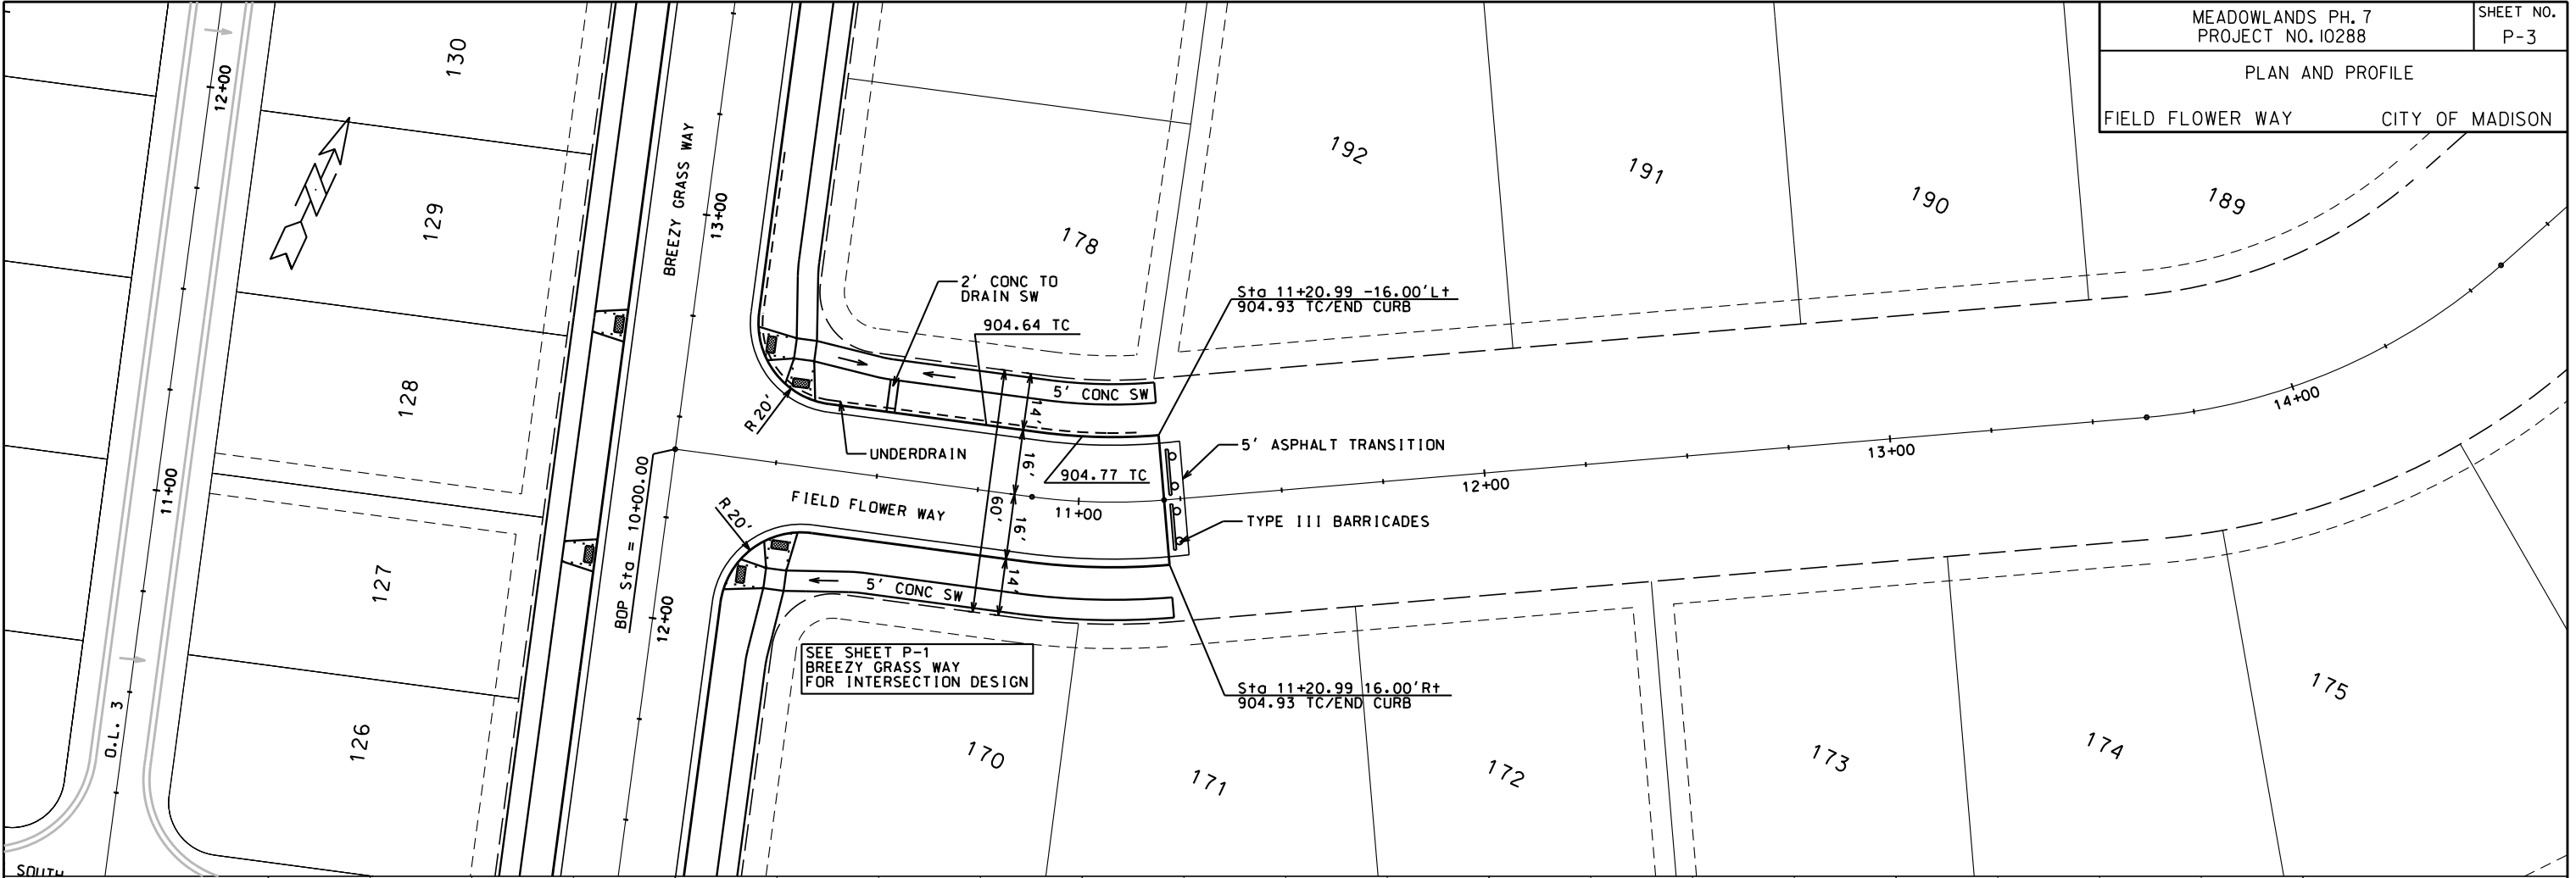 MEADOWLANDS PH. 7
PROJECT NO. 10288
SHEET NO.
P-3
PLAN AND PROFILE
FIELD FLOWER WAY CITY OF MADISON
130
129
128
127
126
12+00
11+00
O.L. 3
BREEZY GRASS WAY
13+00
12+00
BOP Sta = 10+00.00
178
192
191
190
189
2' CONC TO
DRAIN SW
904.64 TC
Sta 11+20.99 -16.00'Lt
904.93 TC/END CURB
5' CONC SW
R 20'
UNDERDRAIN
14'
16'
904.77 TC
60'
16'
14'
5' ASPHALT TRANSITION
FIELD FLOWER WAY
11+00
12+00
13+00
14+00
TYPE III BARRICADES
R 20'
5' CONC SW
SEE SHEET P-1
BREEZY GRASS WAY
FOR INTERSECTION DESIGN
Sta 11+20.99 16.00'Rt
904.93 TC/END CURB
170
171
172
173
174
175
SOUTH